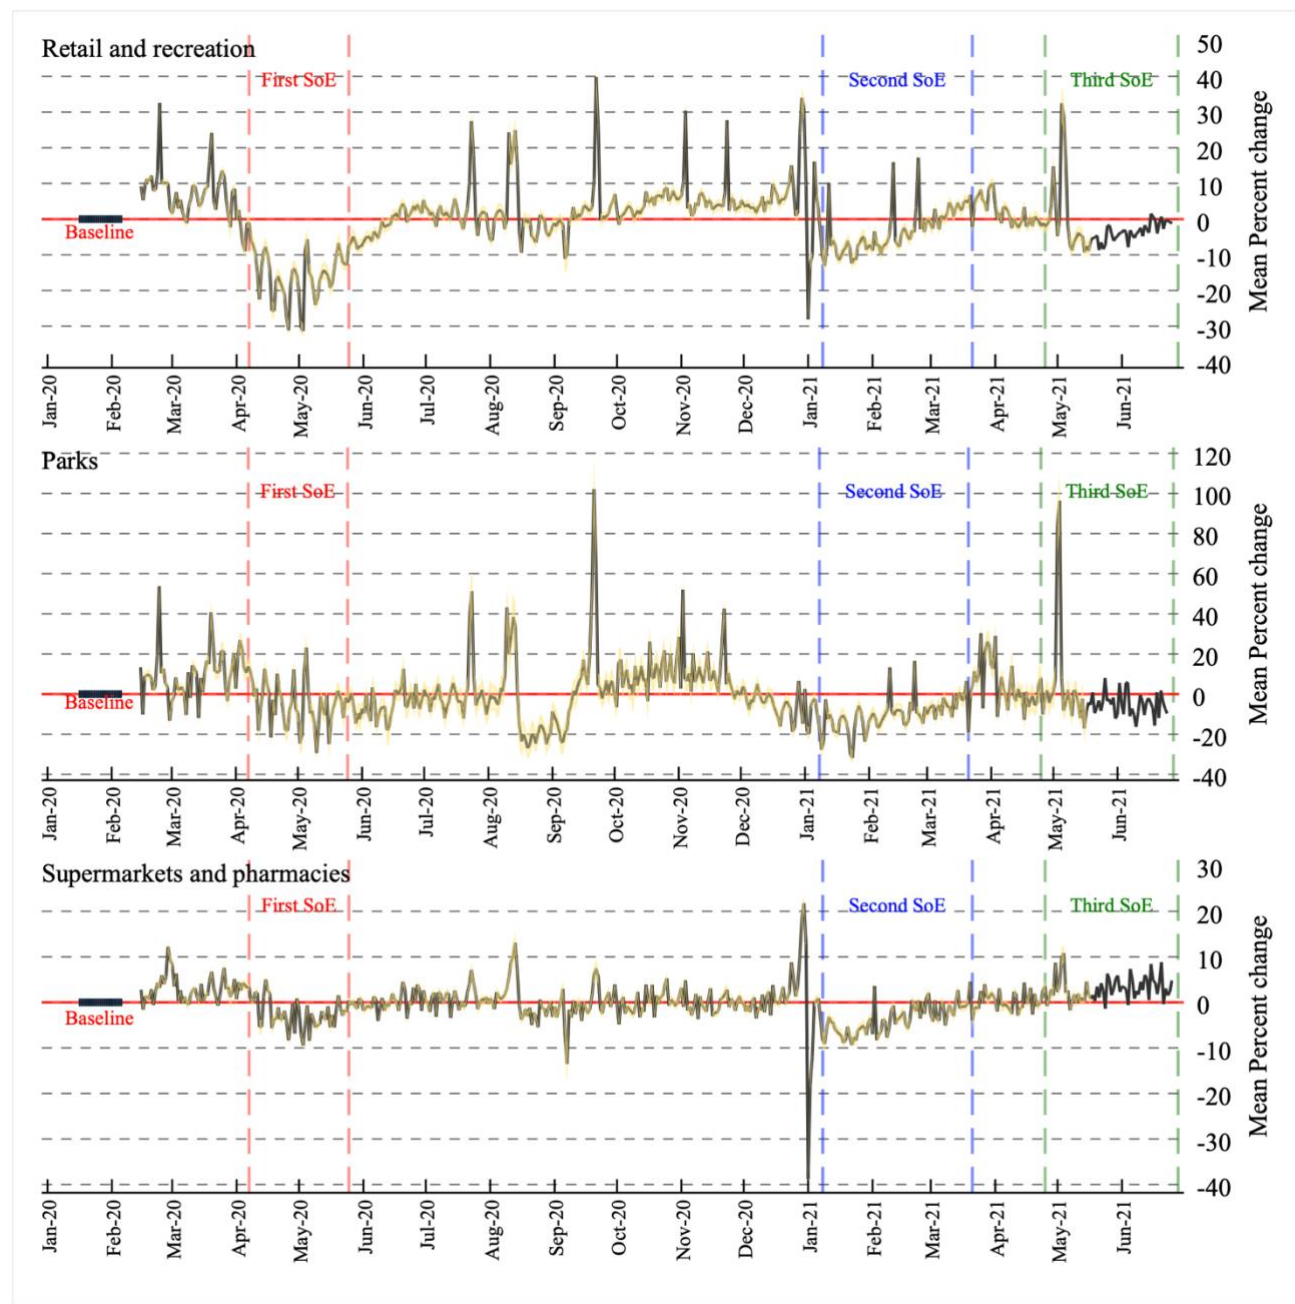 Retail and recreation
First SoE
Second SoE
Third SoE
Baseline
50
40
30
20
10
0
-10
-20
-30
-40
Mean Percent change
Jan-20
Feb-20
Mar-20
Apr-20
May-20
Jun-20
Jul-20
Aug-20
Sep-20
Oct-20
Nov-20
Dec-20
Jan-21
Feb-21
Mar-21
Apr-21
May-21
Jun-21
Parks
First SoE
Second SoE
Third SoE
Baseline
120
100
80
60
40
20
0
-20
-40
Mean Percent change
Jan-20
Feb-20
Mar-20
Apr-20
May-20
Jun-20
Jul-20
Aug-20
Sep-20
Oct-20
Nov-20
Dec-20
Jan-21
Feb-21
Mar-21
Apr-21
May-21
Jun-21
Supermarkets and pharmacies
First SoE
Second SoE
Third SoE
Baseline
30
20
10
0
-10
-20
-30
-40
Mean Percent change
Jan-20
Feb-20
Mar-20
Apr-20
May-20
Jun-20
Jul-20
Aug-20
Sep-20
Oct-20
Nov-20
Dec-20
Jan-21
Feb-21
Mar-21
Apr-21
May-21
Jun-21